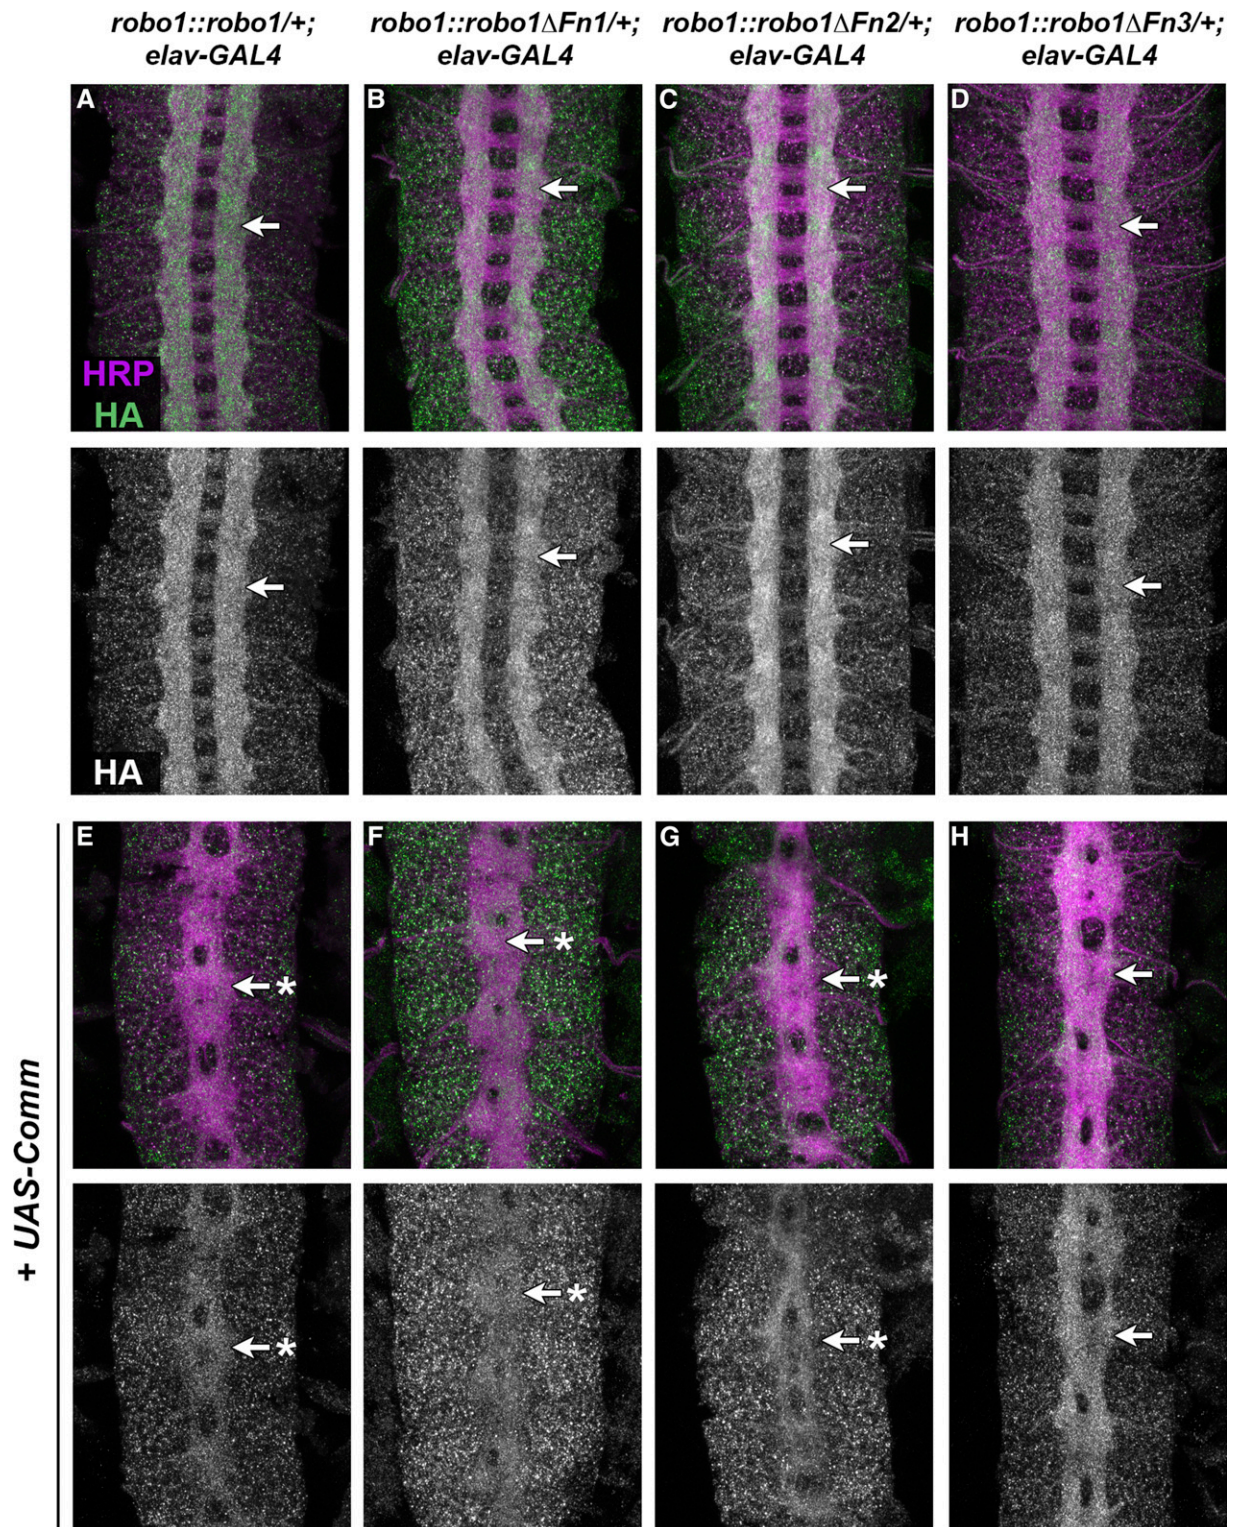 robo1::robo1/+; robo1::robo1ΔFn1/+; robo1::robo1ΔFn2/+; robo1::robo1ΔFn3/+;
elav-GAL4 elav-GAL4 elav-GAL4 elav-GAL4
A B C D
HRP
HA
HA
E F G H
* * *
* * *
+ UAS-Comm